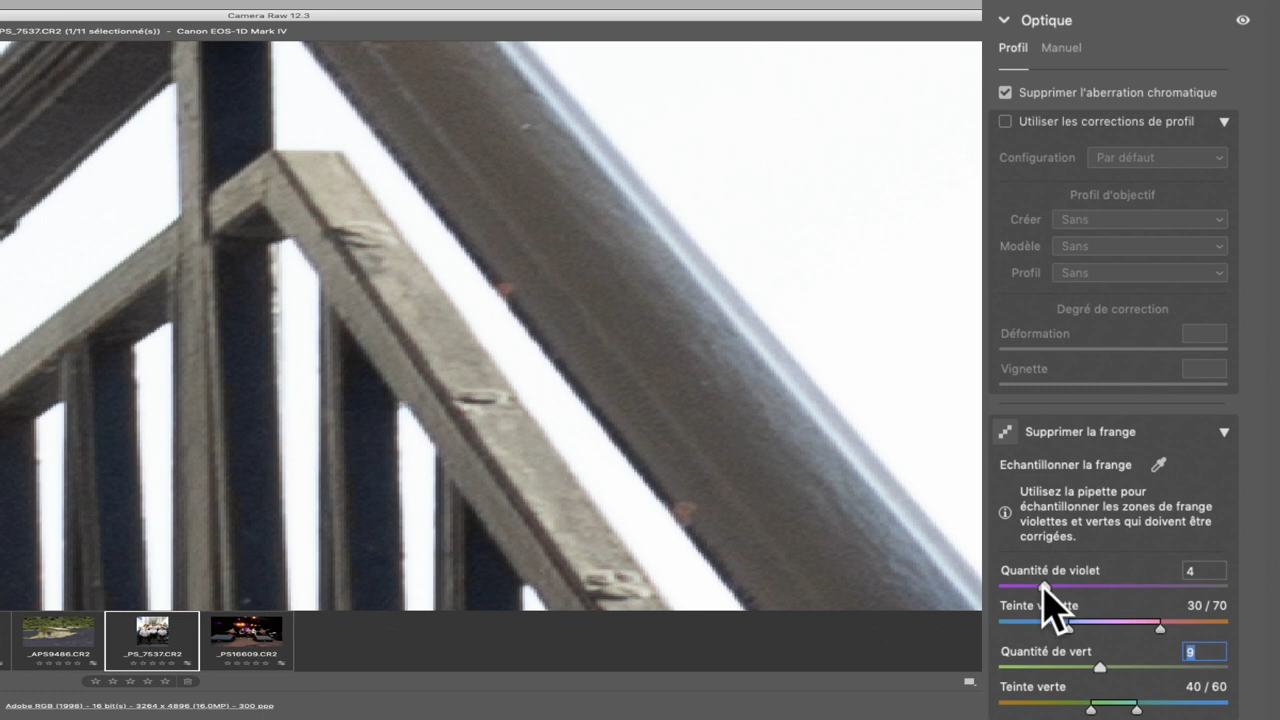 Camera Raw 12.3
PS_7537.CR2 (1/11 sélectionné(s)) - Canon EOS-1D Mark IV
Optique
Profil Manuel
Supprimer l'aberration chromatique
Utiliser les corrections de profil
Configuration Par défaut
Profil d'objectif
Créer Sans
Modèle Sans
Profil Sans
Degré de correction
Déformation
Vignette
Supprimer la frange
Echantillonner la frange
Utilisez la pipette pour
échantillonner les zones de frange
violettes et vertes qui doivent être
corrigées.
Quantité de violet 4
Teinte 30 / 70
Quantité de vert 9
Teinte verte 40 / 60
_APS9486.CR2 _PS_7537.CR2 _PS16609.CR2
Adobe RGB (1998) - 16 bit(s) - 3264 x 4896 (16.0MP) - 300 ppp